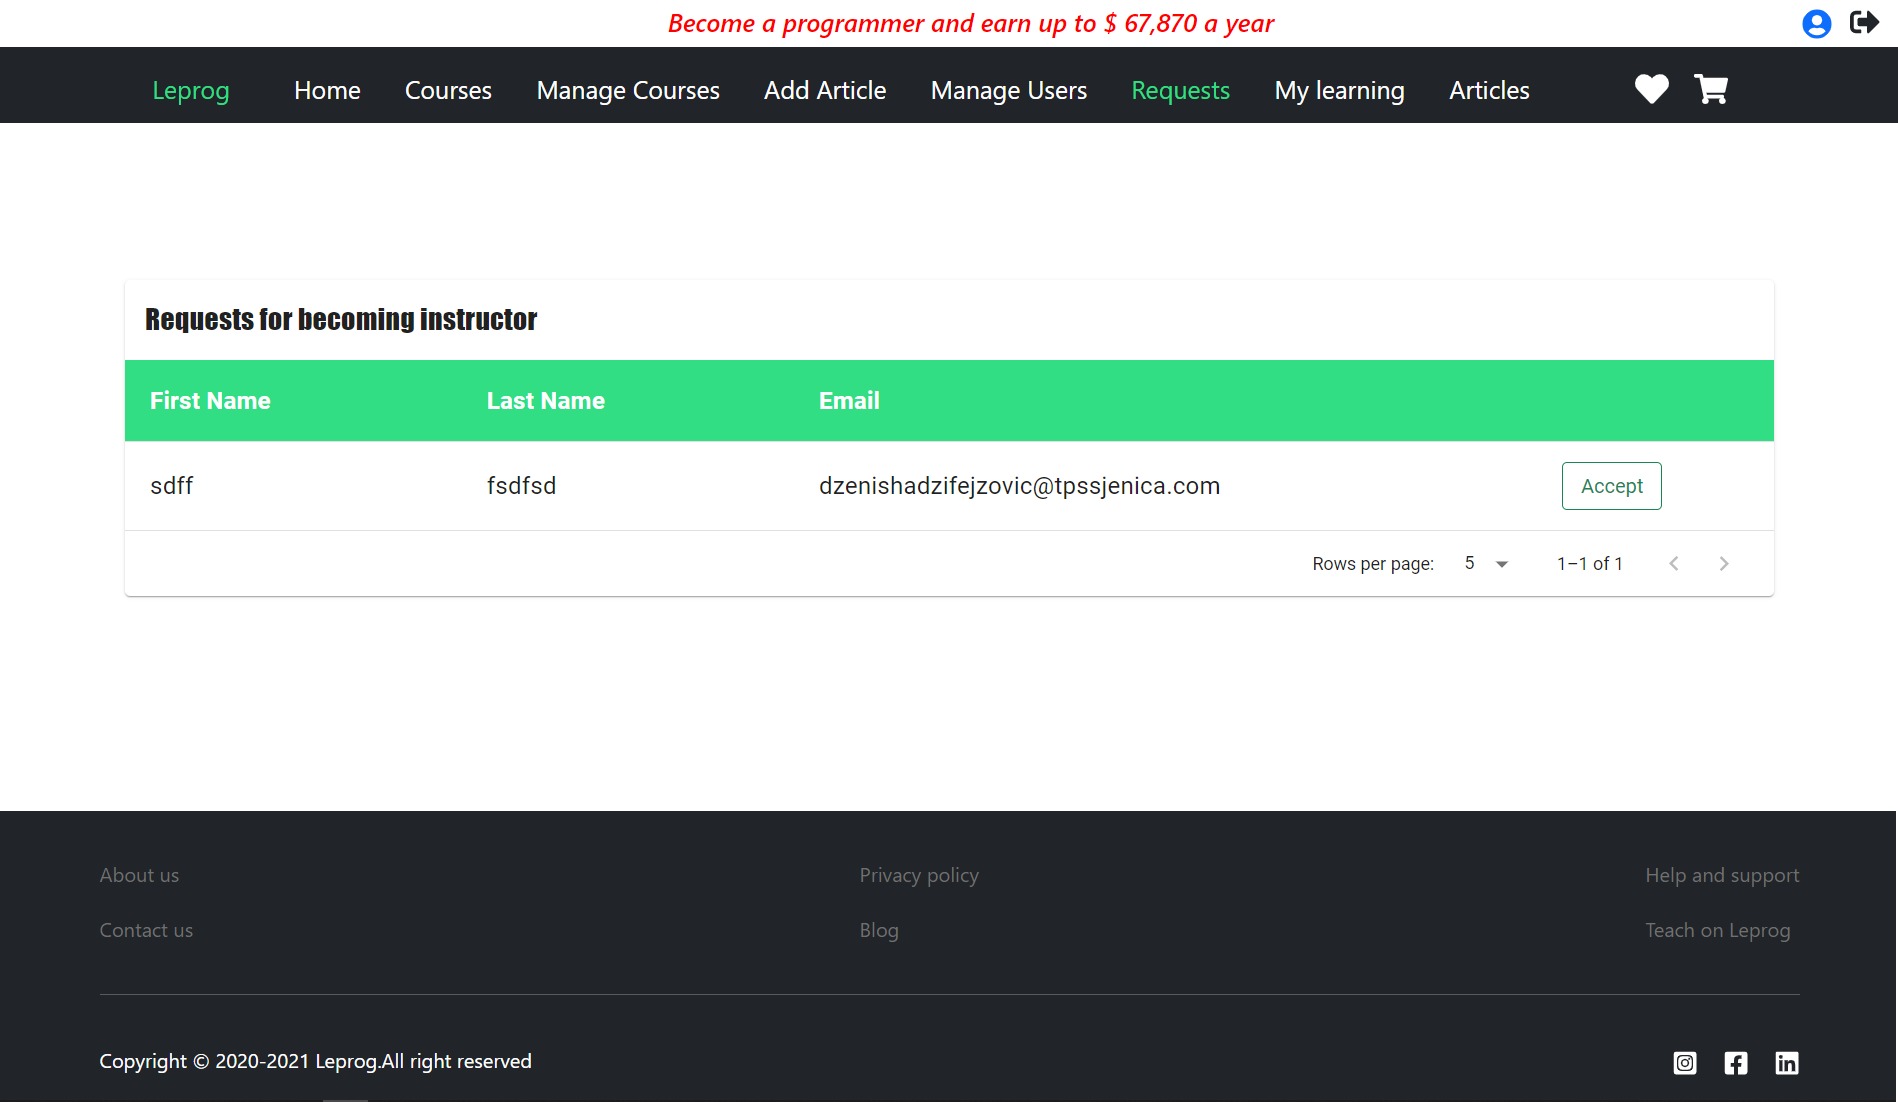 Become a programmer and earn up to $ 67,870 a year
Leprog Home Courses Manage Courses Add Article Manage Users Requests My learning Articles
Requests for becoming instructor
First Name Last Name Email
sdff fsdfsd dzenishadzifejzovic@tpssjenica.com Accept
Rows per page: 5 1–1 of 1
About us Privacy policy Help and support
Contact us Blog Teach on Leprog
Copyright © 2020-2021 Leprog.All right reserved